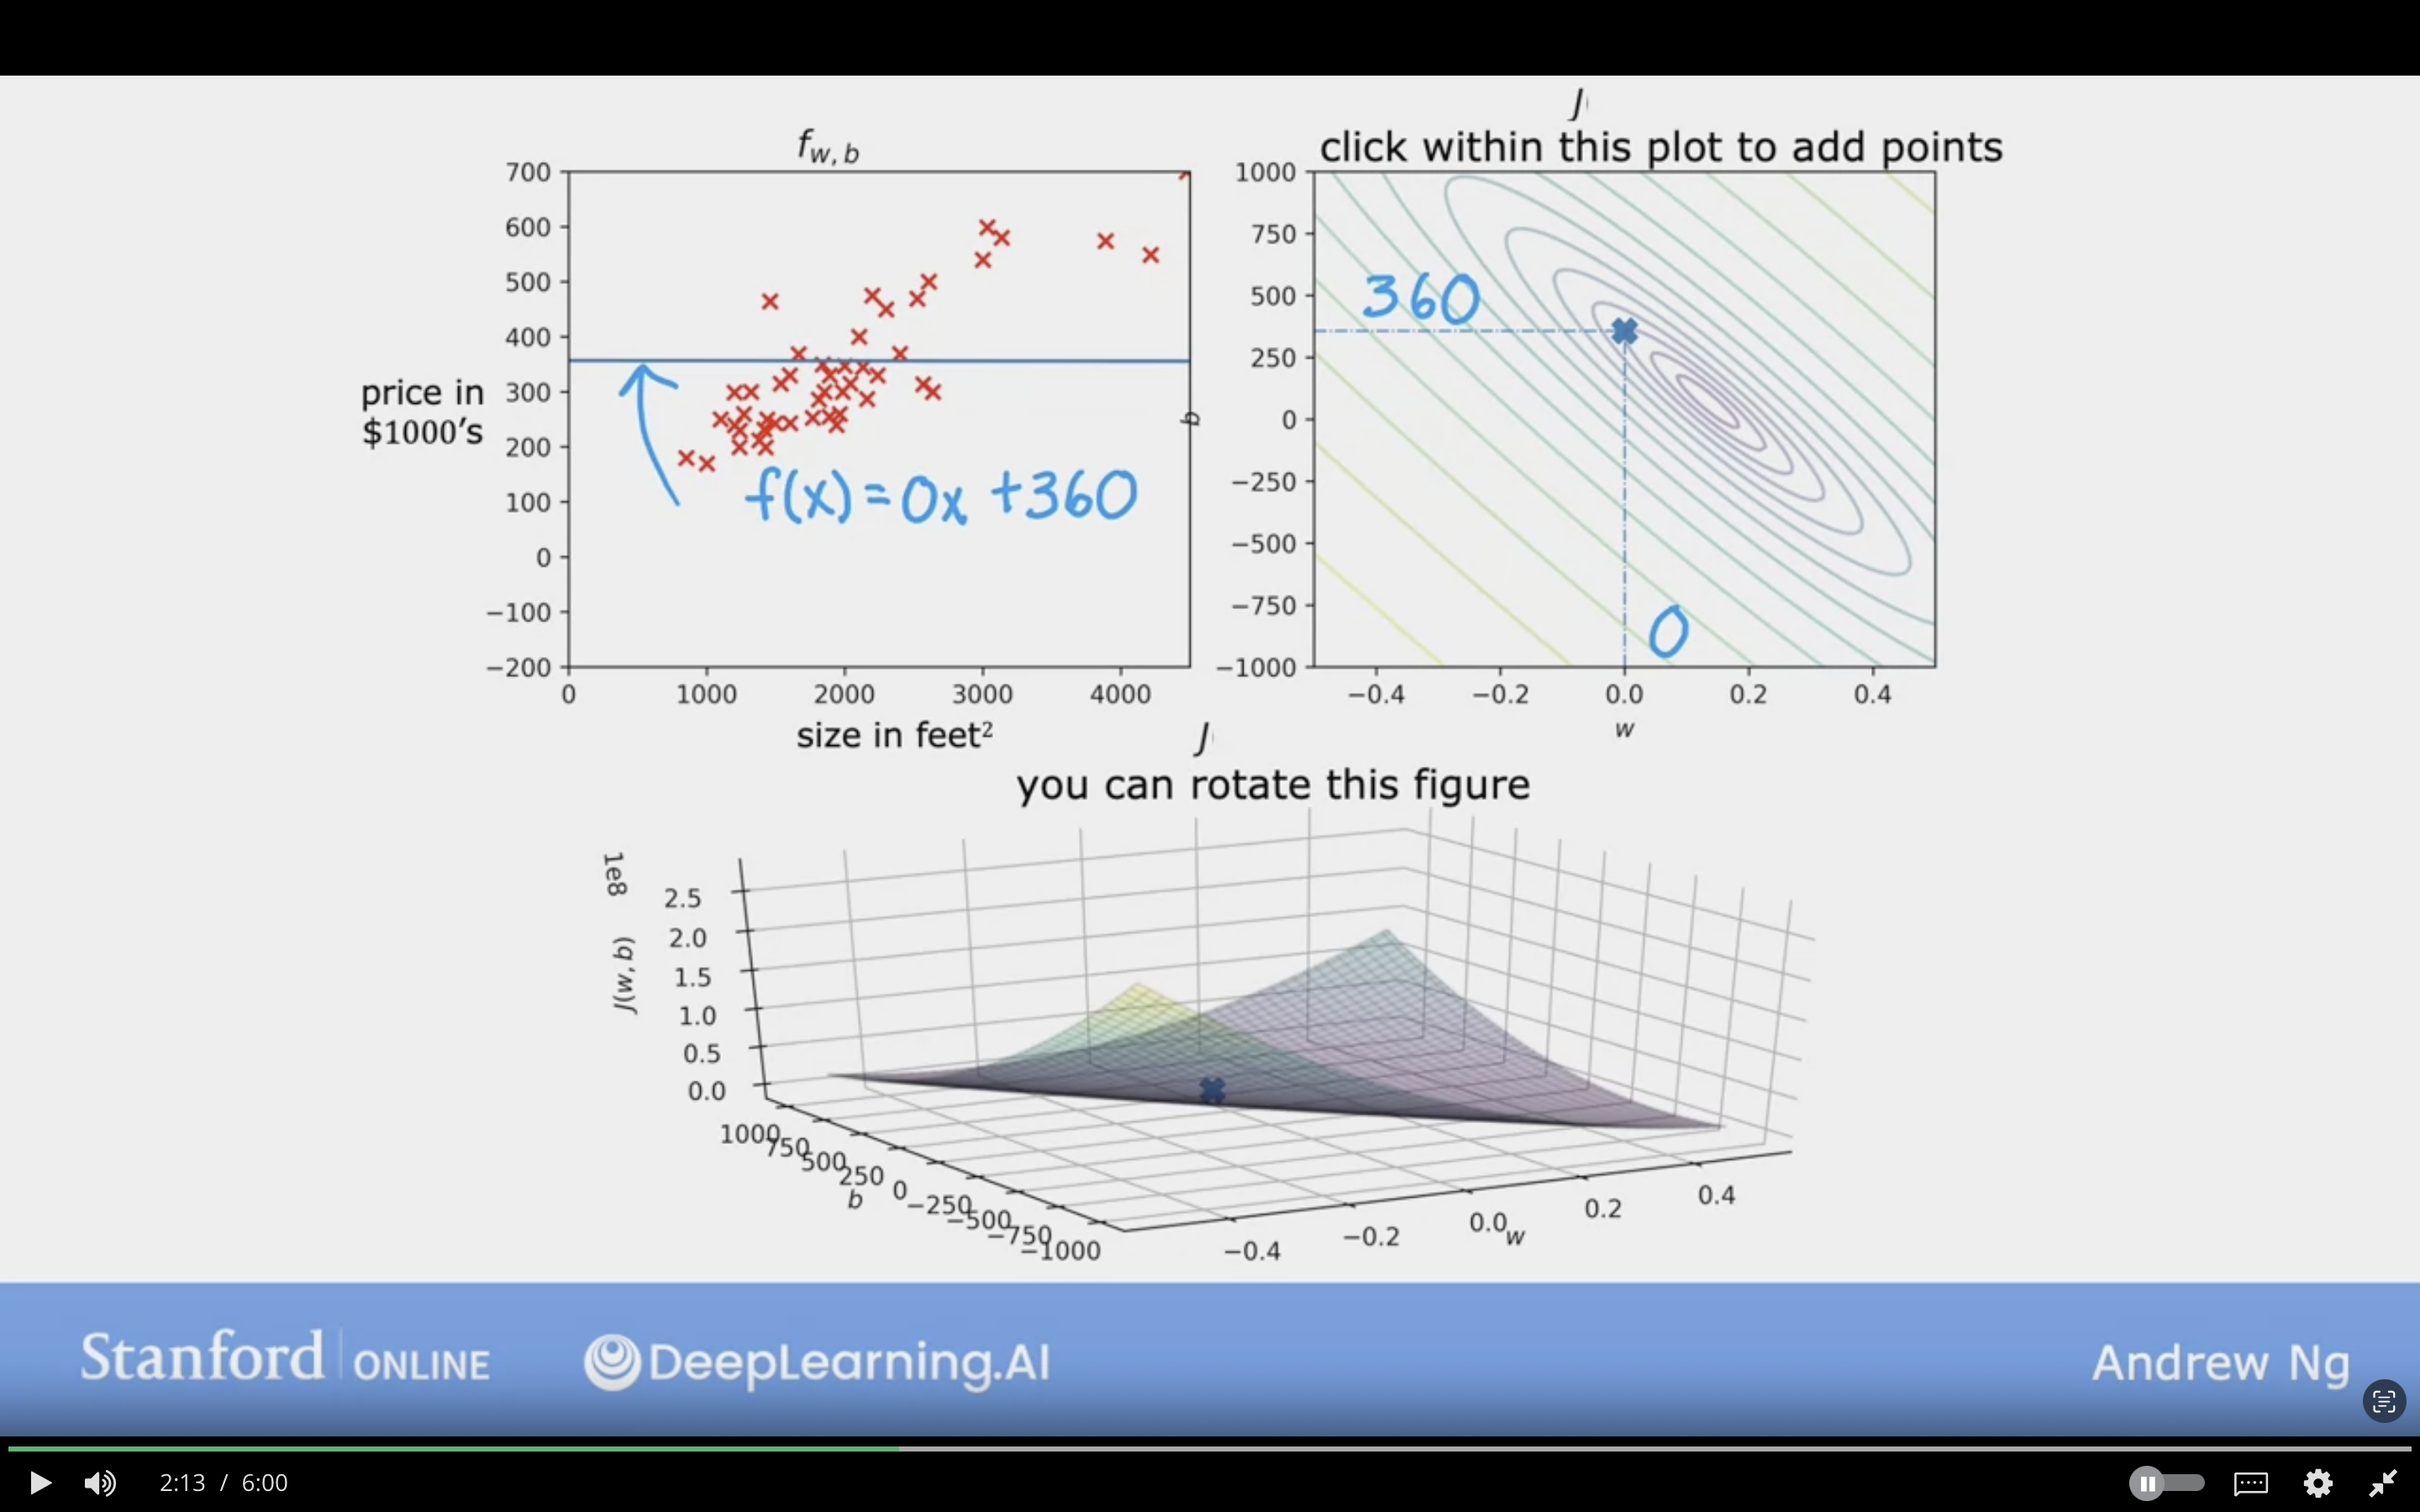 f w, b
700
600
500
400
300
200
100
0
−100
−200
price in
$1000's
f(x) = 0x + 360
0 1000 2000 3000 4000
size in feet²
J
click within this plot to add points
1000
750
500
250
0
−250
−500
−750
−1000
b
360
0
−0.4 −0.2 0.0 0.2 0.4
w
J
you can rotate this figure
1e8
J(w, b)
2.5
2.0
1.5
1.0
0.5
0.0
1000 750 500 250 0 −250 −500 −750 −1000
b
−0.4 −0.2 0.0 0.2 0.4
w
Stanford ONLINE DeepLearning.AI Andrew Ng
2:13 / 6:00